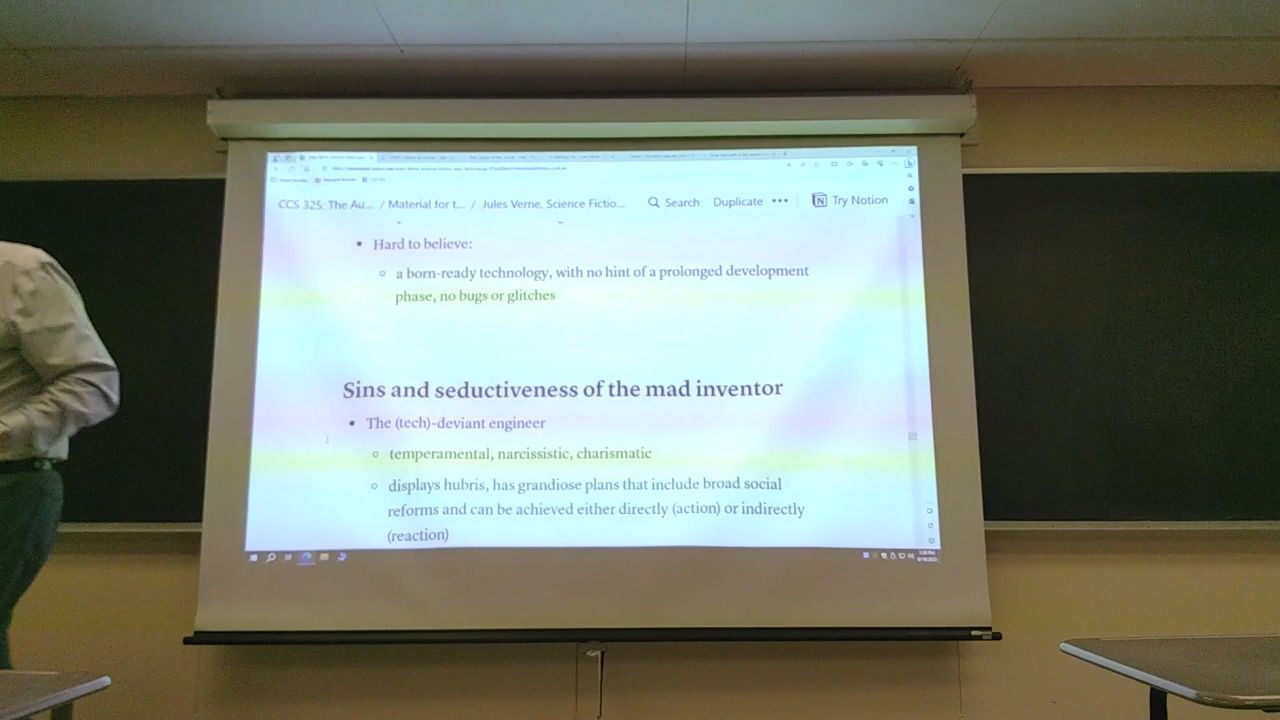 CCS 325: The Au... / Material for t... / Jules Verne, Science Fictio... Search Duplicate ••• Try Notion
• Hard to believe:
◦ a born-ready technology, with no hint of a prolonged development
phase, no bugs or glitches
Sins and seductiveness of the mad inventor
• The (tech)-deviant engineer
◦ temperamental, narcissistic, charismatic
◦ displays hubris, has grandiose plans that include broad social
reforms and can be achieved either directly (action) or indirectly
(reaction)